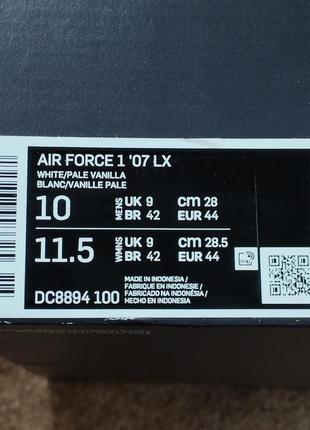 AIR FORCE 1 '07 LX
WHITE/PALE VANILLA
BLANC/VANILLE PALE
10 MENS UK 9 CM 28
BR 42 EUR 44
11.5 WMNS UK 9 CM 28.5
BR 42 EUR 44
MADE IN INDONESIA /
FABRIQUE EN INDONESIE /
FABRICADO NA INDONÉSIA /
HECHO EN INDONESIA
DC8894 100